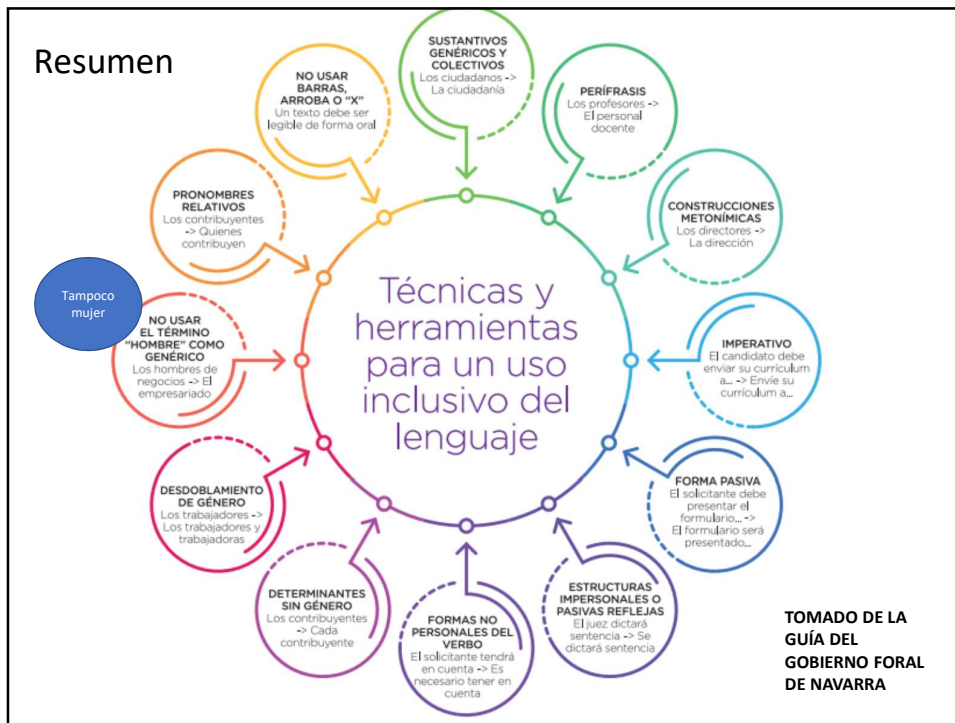 Resumen
SUSTANTIVOS
GENÉRICOS Y
COLECTIVOS
Los ciudadanos ->
La ciudadanía
PERÍFRASIS
Los profesores ->
El personal
docente
CONSTRUCCIONES
METONÍMICAS
Los directores ->
La dirección
IMPERATIVO
El candidato debe
enviar su currículum
a... -> Envíe su
currículum a...
FORMA PASIVA
El solicitante debe
presentar el
formulario... ->
El formulario será
presentado...
ESTRUCTURAS
IMPERSONALES O
PASIVAS REFLEJAS
El juez dictará
sentencia -> Se
dictará sentencia
FORMAS NO
PERSONALES DEL
VERBO
El solicitante tendrá
en cuenta -> Es
necesario tener en
cuenta
DETERMINANTES
SIN GÉNERO
Los contribuyentes
-> Cada
contribuyente
DESDOBLAMIENTO
DE GÉNERO
Los trabajadores ->
Los trabajadores y
trabajadoras
Tampoco
mujer
NO USAR
EL TÉRMINO
"HOMBRE" COMO
GENÉRICO
Los hombres de
negocios -> El
empresariado
PRONOMBRES
RELATIVOS
Los contribuyentes
-> Quienes
contribuyen
NO USAR
BARRAS,
ARROBA O "X"
Un texto debe ser
legible de forma oral
Técnicas y
herramientas
para un uso
inclusivo del
lenguaje
TOMADO DE LA
GUÍA DEL
GOBIERNO FORAL
DE NAVARRA